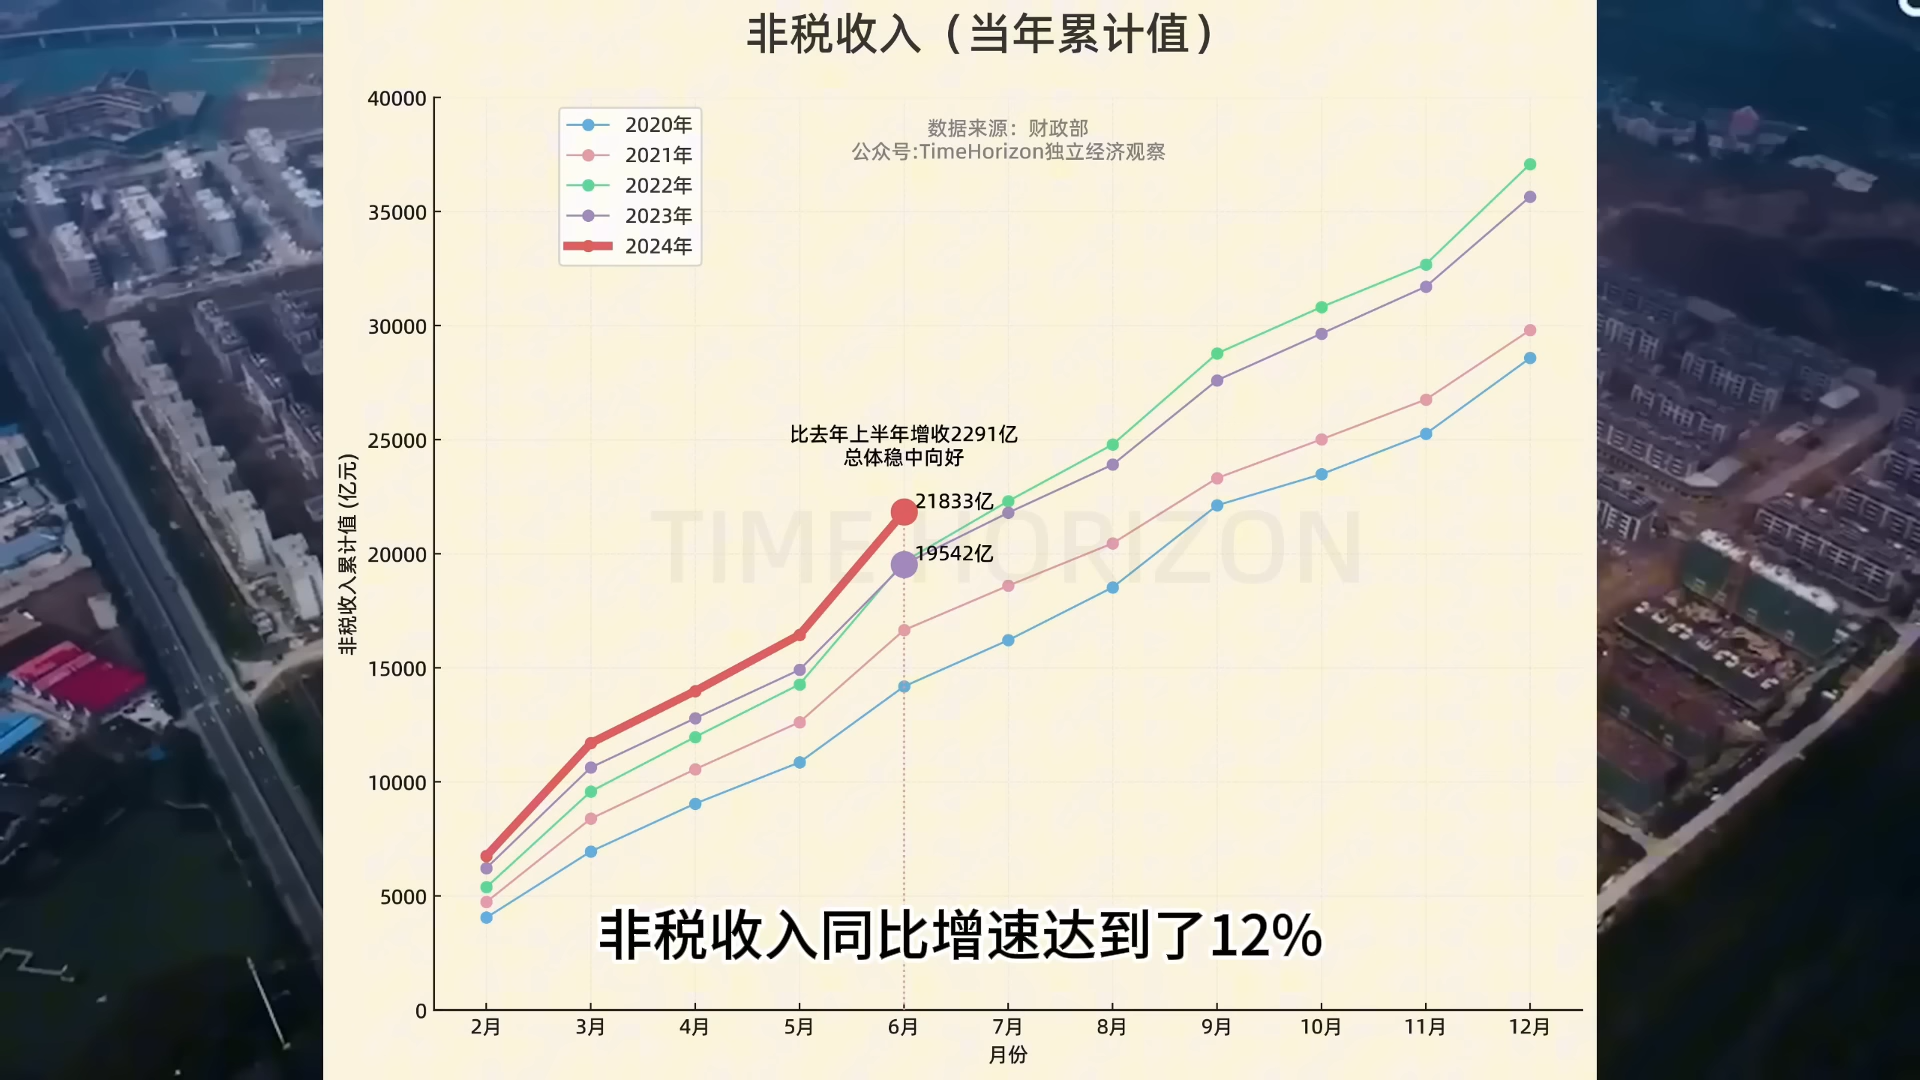 非税收入（当年累计值）
40000
35000
30000
25000
20000
15000
10000
5000
0
非税收入累计值 (亿元)
2020年
2021年
2022年
2023年
2024年
数据来源：财政部
公众号:TimeHorizon独立经济观察
比去年上半年增收2291亿
总体稳中向好
21833亿
19542亿
TIME HORIZON
非税收入同比增速达到了12%
2月 3月 4月 5月 6月 7月 8月 9月 10月 11月 12月
月份